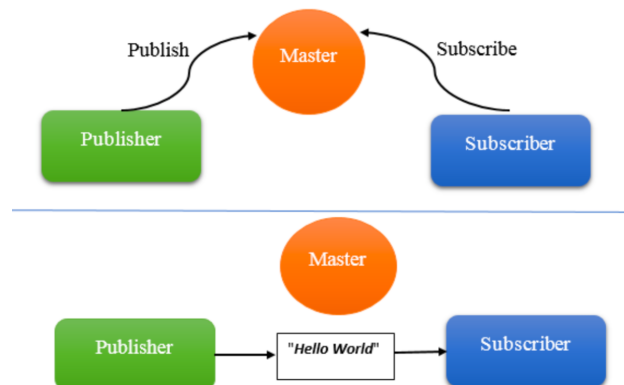 Publish
Master
Subscribe
Publisher
Subscriber
Master
Publisher
"Hello World"
Subscriber